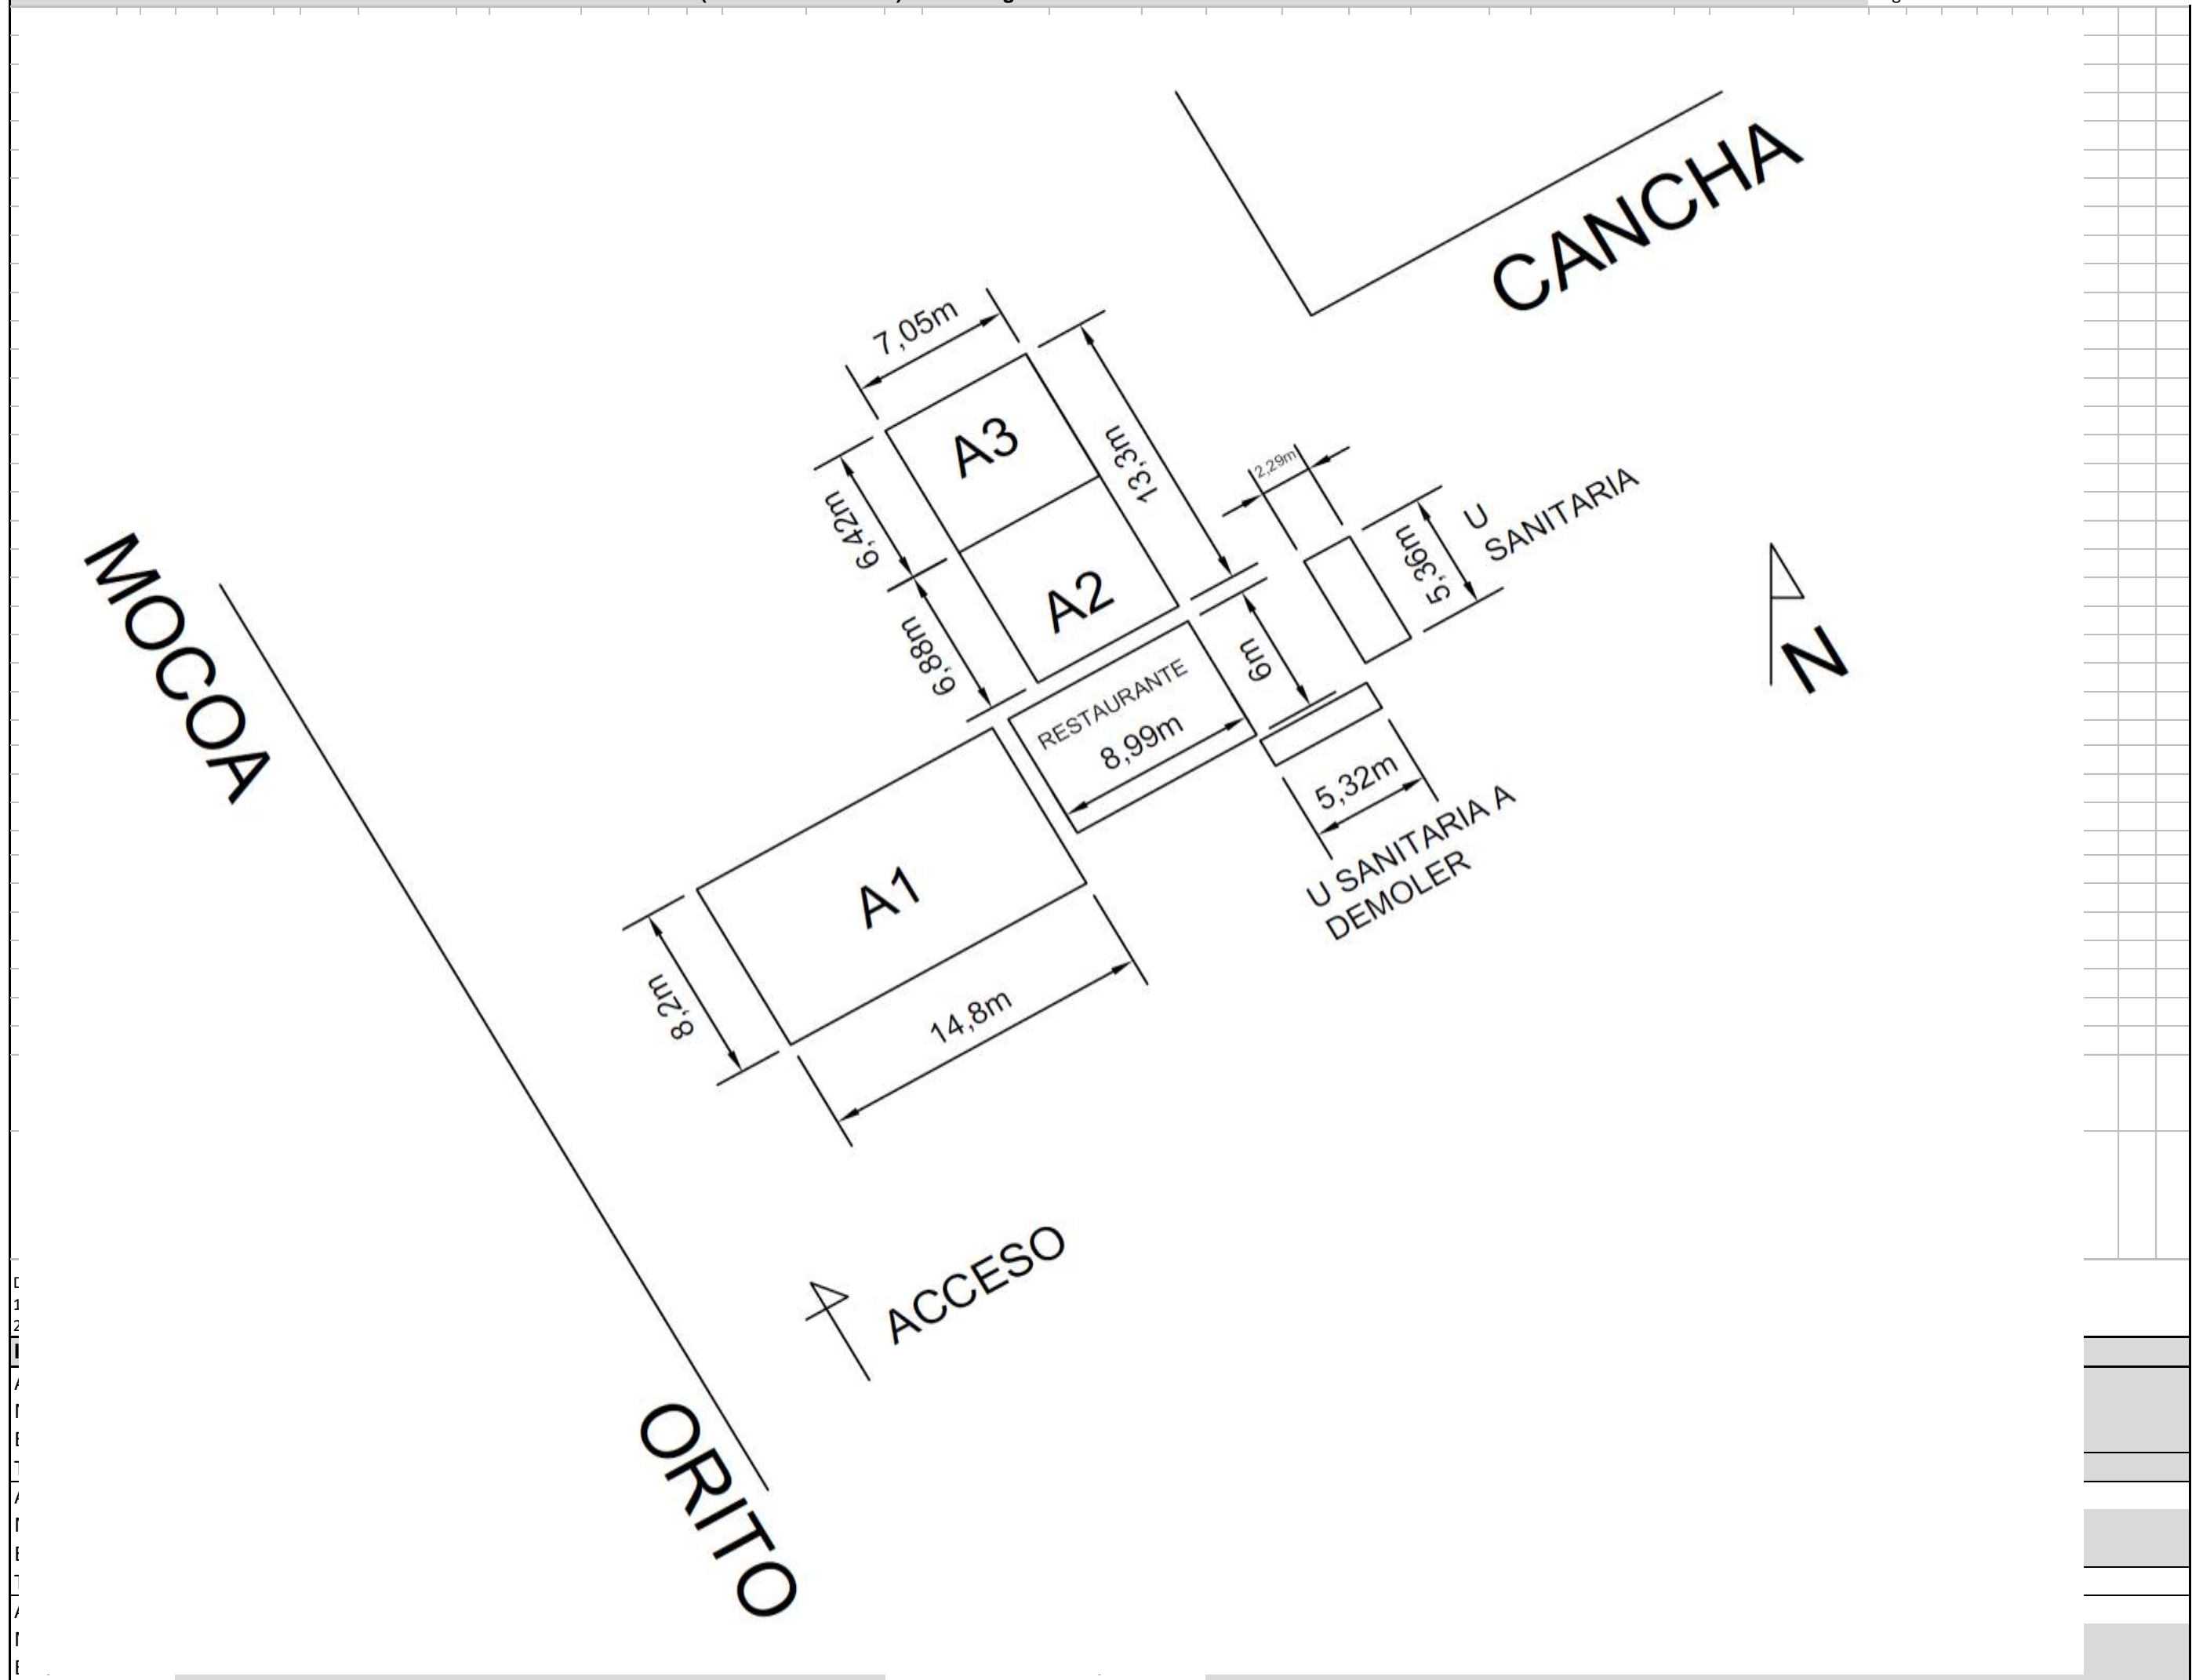 CANCHA
7,05m
A3
13,3m
6,42m
2,29m
U
SANITARIA
5,36m
MOCOA
A2
6,88m
6m
N
RESTAURANTE
8,99m
5,32m
U SANITARIA A
DEMOLER
A1
8,2m
14,8m
ACCESO
ORITO